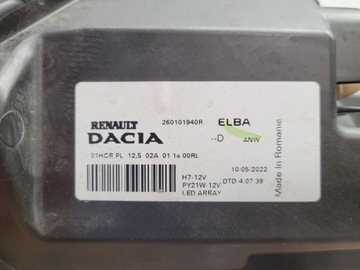 RENAULT 260101940R ELBA
DACIA --D ANW
01HCR PL 12.5 02A 01 1a 00RL
10-05-2022
H7-12V
PY21W-12V DTD 4.07.39
LED ARRAY
Made in Romania